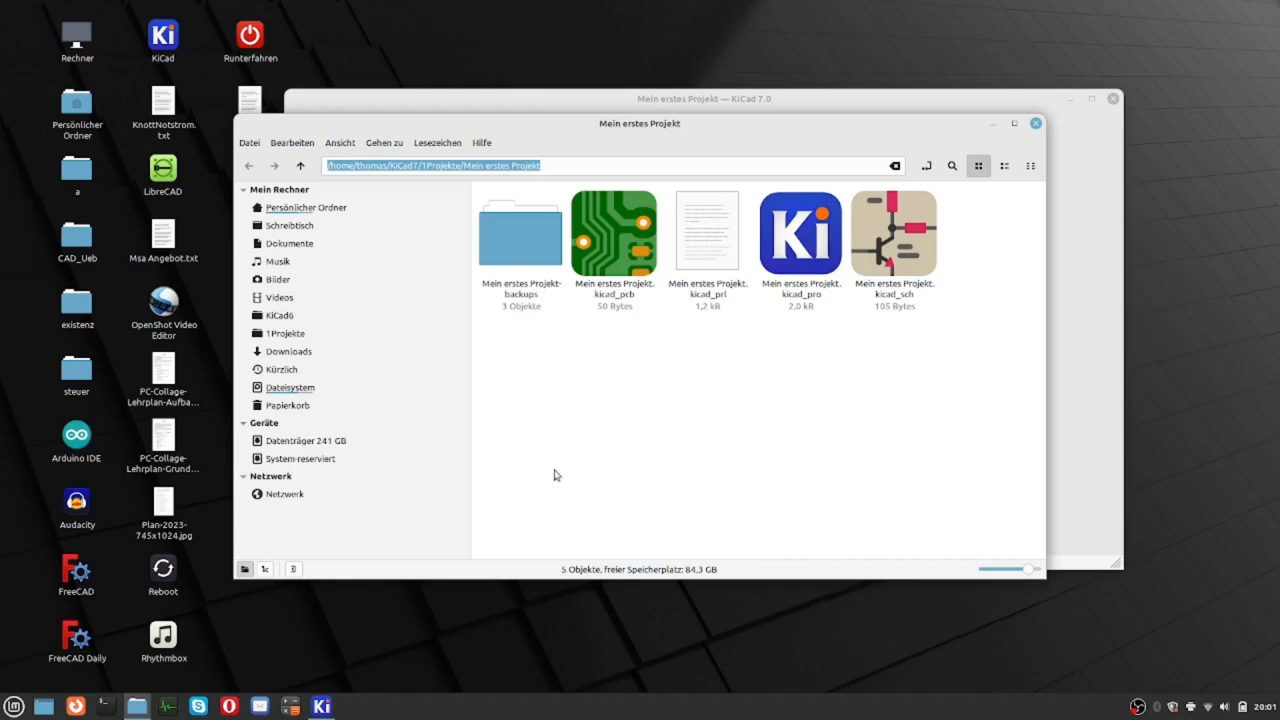 Rechner
Ki
KiCad
Runterfahren
Persönlicher
Ordner
KnottNotstrom.
txt
a
LibreCAD
CAD_Ueb
Msa Angebot.txt
existenz
OpenShot Video
Editor
steuer
PC-Collage-
Lehrplan-Aufba...
Arduino IDE
PC-Collage-
Lehrplan-Grund...
Audacity
Plan-2023-
745x1024.jpg
FreeCAD
Reboot
FreeCAD Daily
Rhythmbox
Mein erstes Projekt — KiCad 7.0
Mein erstes Projekt
Datei Bearbeiten Ansicht Gehen zu Lesezeichen Hilfe
/home/thomas/KiCad7/1Projekte/Mein erstes Projekt
Mein Rechner
Persönlicher Ordner
Schreibtisch
Dokumente
Musik
Bilder
Videos
KiCad6
1Projekte
Downloads
Kürzlich
Dateisystem
Papierkorb
Geräte
Datenträger 241 GB
System-reserviert
Netzwerk
Netzwerk
Mein erstes Projekt-
backups
3 Objekte
Mein erstes Projekt.
kicad_pcb
50 Bytes
Mein erstes Projekt.
kicad_prl
1,2 kB
Ki
Mein erstes Projekt.
kicad_pro
2,0 kB
Mein erstes Projekt.
kicad_sch
105 Bytes
5 Objekte, freier Speicherplatz: 84,3 GB
Ki
20:01